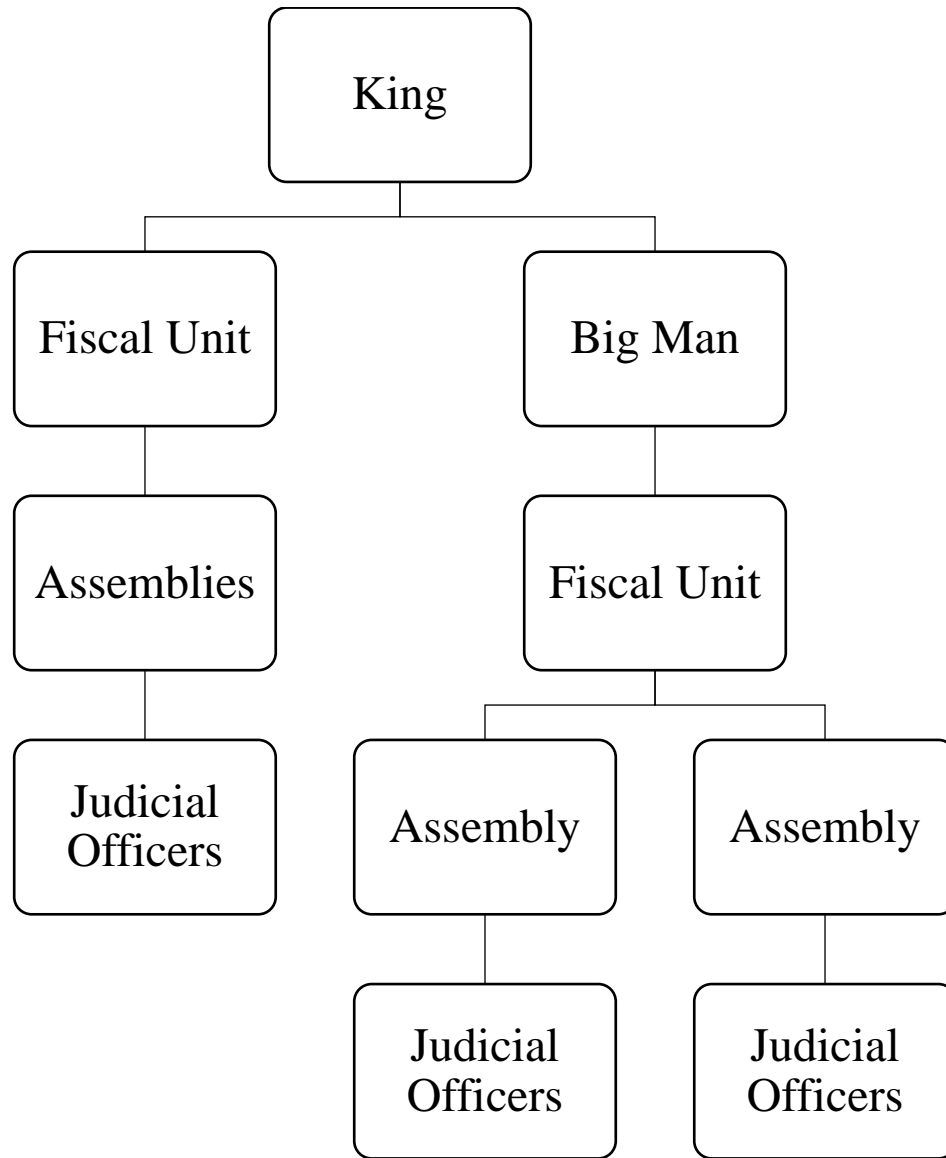 King
Fiscal Unit
Big Man
Assemblies
Fiscal Unit
Judicial
Officers
Assembly
Assembly
Judicial
Officers
Judicial
Officers